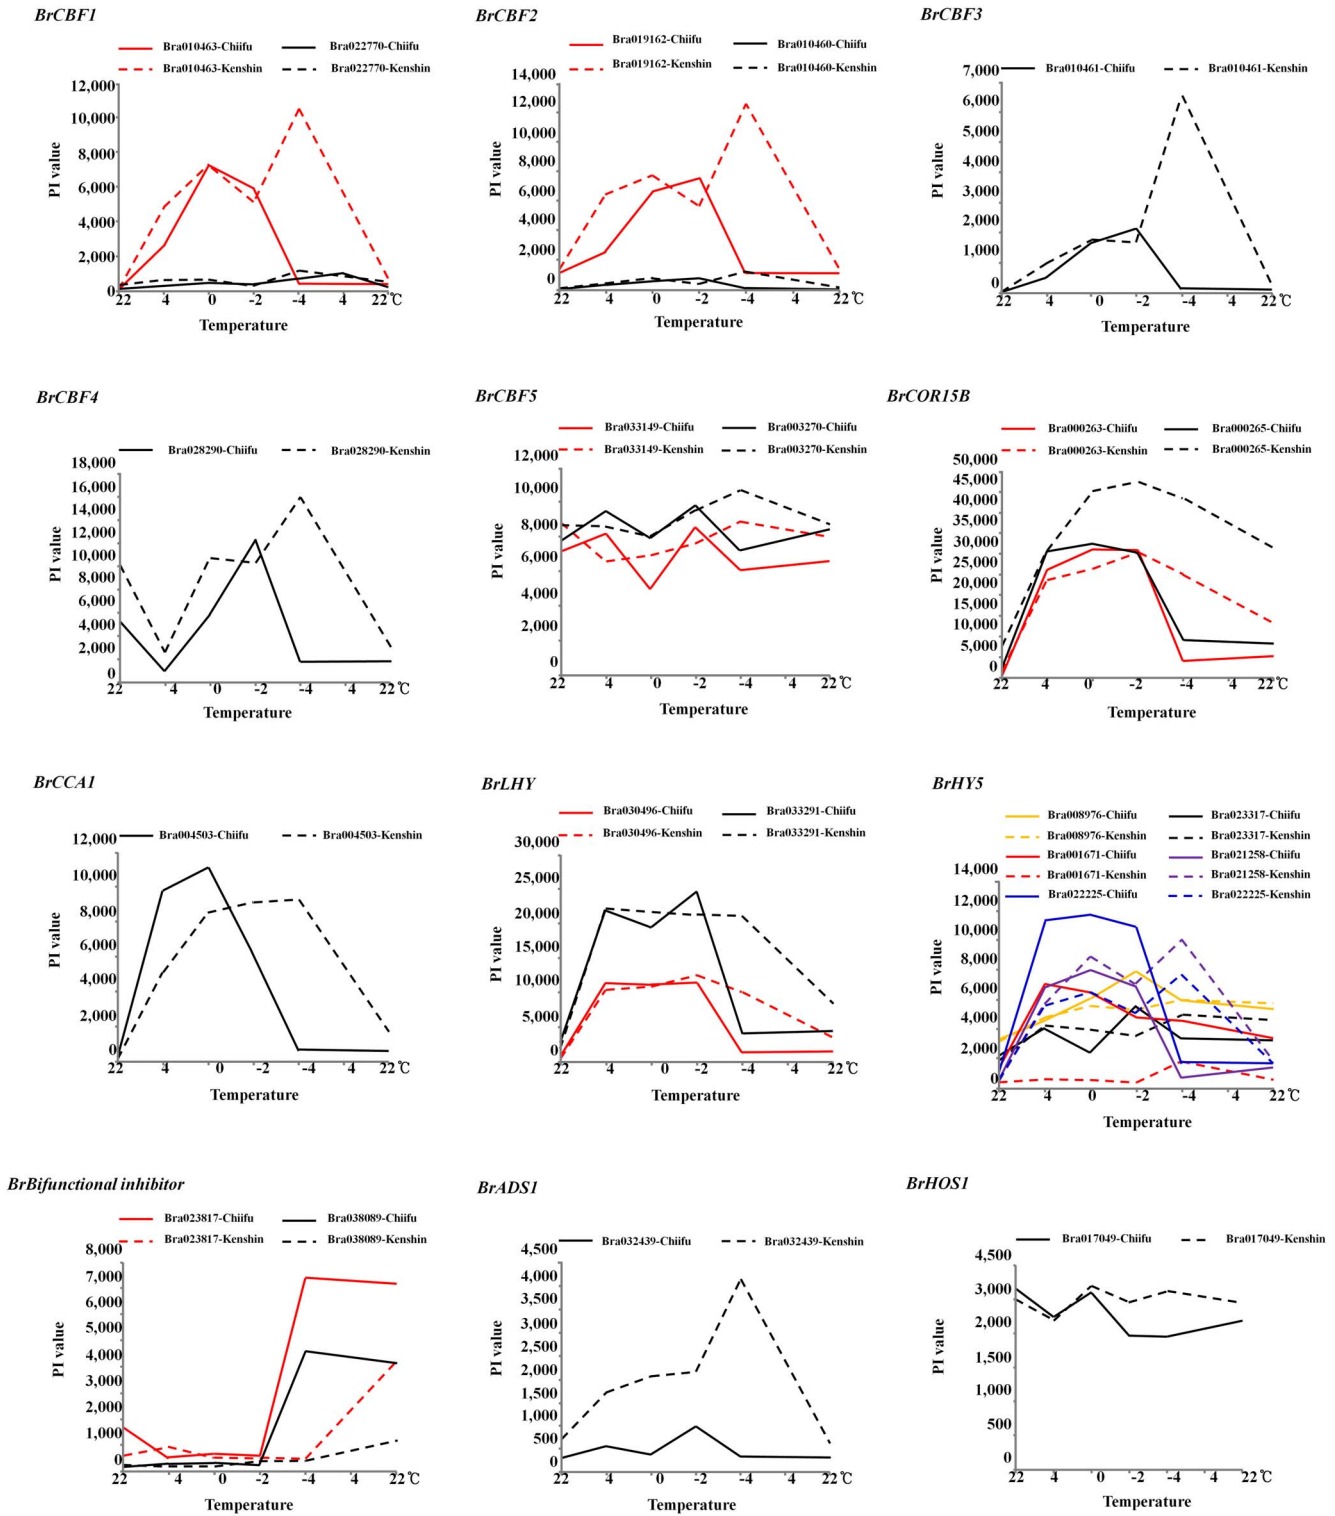 BrCBF1
Bra010463-Chiifu
Bra022770-Chiifu
Bra010463-Kenshin
Bra022770-Kenshin
12,000
10,000
8,000
6,000
4,000
2,000
0
PI value
22 4 0 -2 -4 4 22℃
Temperature
BrCBF2
Bra019162-Chiifu
Bra010460-Chiifu
Bra019162-Kenshin
Bra010460-Kenshin
14,000
12,000
10,000
8,000
6,000
4,000
2,000
0
PI value
22 4 0 -2 -4 4 22℃
Temperature
BrCBF3
Bra010461-Chiifu
Bra010461-Kenshin
7,000
6,000
5,000
4,000
3,000
2,000
1,000
0
PI value
22 4 0 -2 -4 4 22℃
Temperature
BrCBF4
Bra028290-Chiifu
Bra028290-Kenshin
18,000
16,000
14,000
12,000
10,000
8,000
6,000
4,000
2,000
0
PI value
22 4 0 -2 -4 4 22℃
Temperature
BrCBF5
Bra033149-Chiifu
Bra003270-Chiifu
Bra033149-Kenshin
Bra003270-Kenshin
12,000
10,000
8,000
6,000
4,000
2,000
0
PI value
22 4 0 -2 -4 4 22℃
Temperature
BrCOR15B
Bra000263-Chiifu
Bra000265-Chiifu
Bra000263-Kenshin
Bra000265-Kenshin
50,000
45,000
40,000
35,000
30,000
25,000
20,000
15,000
10,000
5,000
0
PI value
22 4 0 -2 -4 4 22℃
Temperature
BrCCA1
Bra004503-Chiifu
Bra004503-Kenshin
12,000
10,000
8,000
6,000
4,000
2,000
0
PI value
22 4 0 -2 -4 4 22℃
Temperature
BrLHY
Bra030496-Chiifu
Bra033291-Chiifu
Bra030496-Kenshin
Bra033291-Kenshin
30,000
25,000
20,000
15,000
10,000
5,000
0
PI value
22 4 0 -2 -4 4 22℃
Temperature
BrHY5
Bra008976-Chiifu
Bra023317-Chiifu
Bra008976-Kenshin
Bra023317-Kenshin
Bra001671-Chiifu
Bra021258-Chiifu
Bra001671-Kenshin
Bra021258-Kenshin
Bra022225-Chiifu
Bra022225-Kenshin
14,000
12,000
10,000
8,000
6,000
4,000
2,000
0
PI value
22 4 0 -2 -4 4 22℃
Temperature
BrBifunctional inhibitor
Bra023817-Chiifu
Bra038089-Chiifu
Bra023817-Kenshin
Bra038089-Kenshin
8,000
7,000
6,000
5,000
4,000
3,000
2,000
1,000
0
PI value
22 4 0 -2 -4 4 22℃
Temperature
BrADS1
Bra032439-Chiifu
Bra032439-Kenshin
4,500
4,000
3,500
3,000
2,500
2,000
1,500
1,000
500
0
PI value
22 4 0 -2 -4 4 22℃
Temperature
BrHOS1
Bra017049-Chiifu
Bra017049-Kenshin
4,500
3,000
2,000
1,500
1,000
500
0
PI value
22 4 0 -2 -4 4 22℃
Temperature